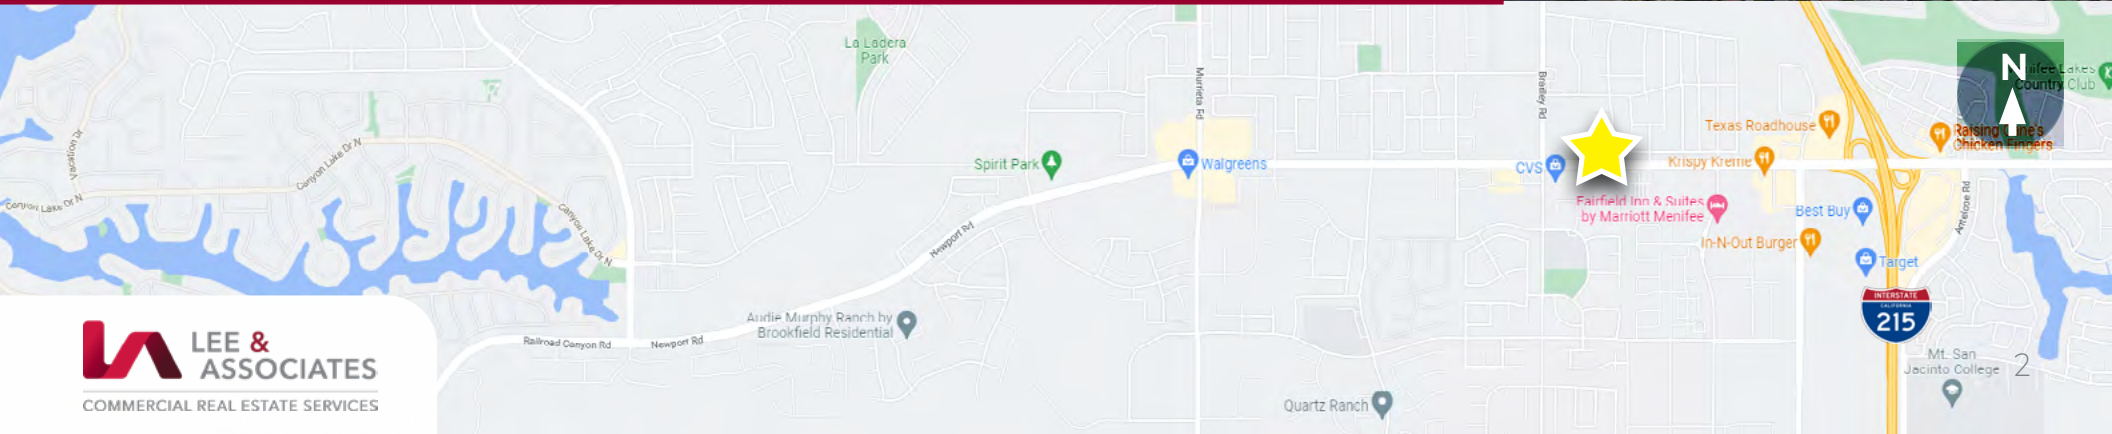 La Ladera
Park
Murrieta Rd
Bradley Rd
N
Country Club
Vacation Dr
Canyon Lake Dr N
Canyon Lake Dr N
Canyon Lake Dr N
Spirit Park
Walgreens
CVS
Texas Roadhouse
Krispy Kreme
Raising Cane's
Chicken Fingers
Fairfield Inn & Suites
by Marriott Menifee
Best Buy
In-N-Out Burger
Target
Antelope Rd
Newport Rd
INTERSTATE
CALIFORNIA
215
Audie Murphy Ranch by
Brookfield Residential
Railroad Canyon Rd
Newport Rd
Mt. San
Jacinto College
2
Quartz Ranch
LEE &
ASSOCIATES
COMMERCIAL REAL ESTATE SERVICES